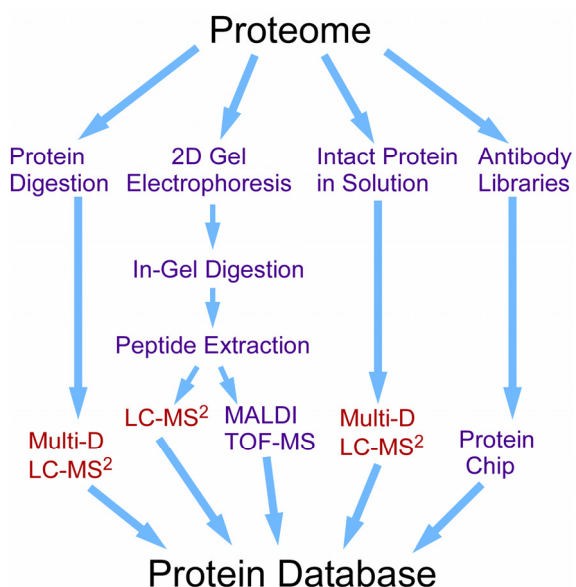 Proteome
Protein
Digestion
2D Gel
Electrophoresis
Intact Protein
in Solution
Antibody
Libraries
In-Gel Digestion
Peptide Extraction
LC-MS²
MALDI
TOF-MS
Multi-D
LC-MS²
Multi-D
LC-MS²
Protein
Chip
Protein Database